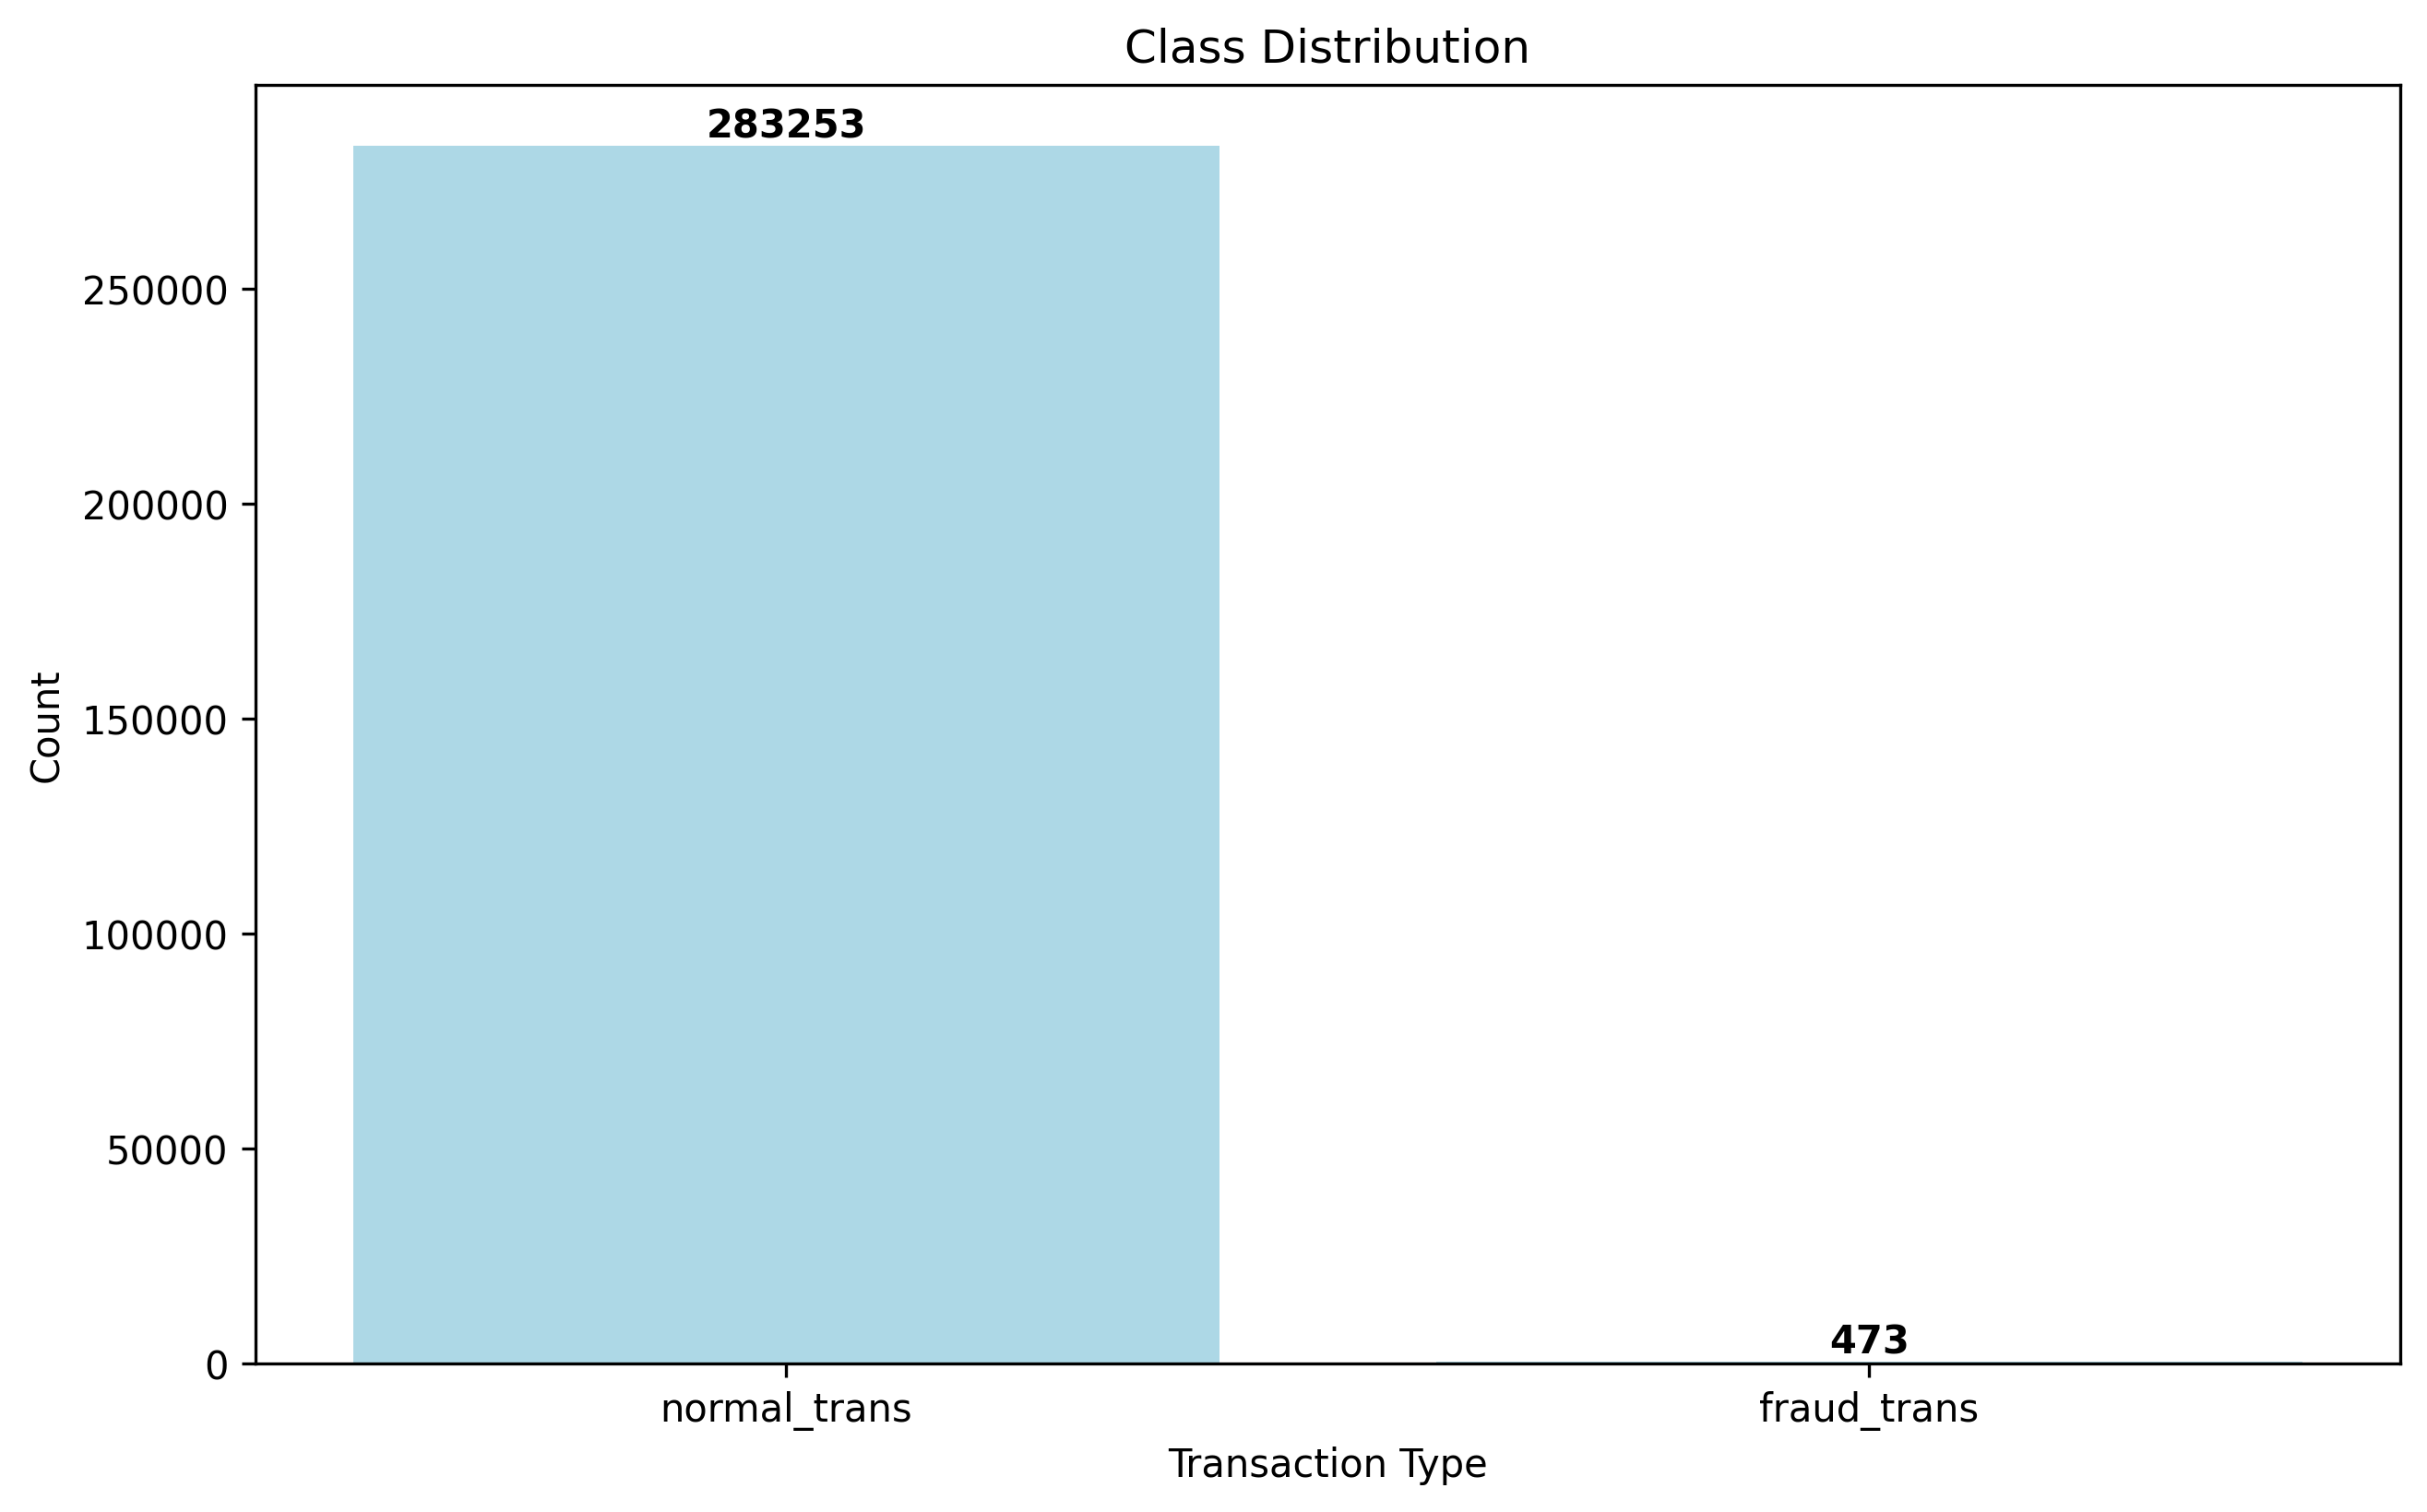 Class Distribution
283253
250000
200000
150000
100000
50000
0
Count
473
normal_trans
fraud_trans
Transaction Type